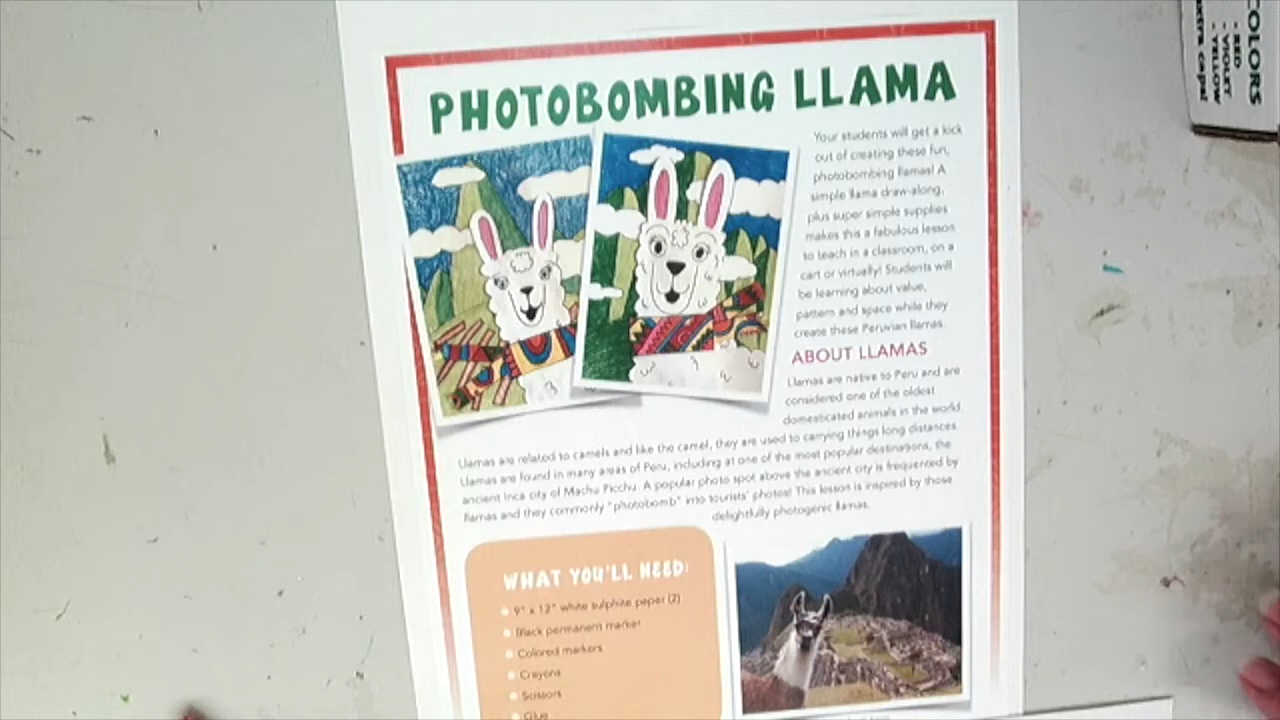 COLORS
• RED
• VIOLET
• YELLOW
PHOTOBOMBING LLAMA
Your students will get a kick
out of creating these fun,
photobombing llamas! A
simple llama draw-along,
plus super simple supplies
makes this a fabulous lesson
to teach in a classroom, on a
cart or virtually! Students will
be learning about value,
pattern and space while they
create these Peruvian llamas.
ABOUT LLAMAS
Llamas are native to Peru and are
considered one of the oldest
domesticated animals in the world.
Llamas are related to camels and like the camel, they are used to carrying things long distances.
Llamas are found in many areas of Peru, including at one of the most popular destinations, the
ancient Inca city of Machu Picchu. A popular photo spot above the ancient city is frequented by
llamas and they commonly "photobomb" into tourists' photos! This lesson is inspired by those
delightfully photogenic llamas.
WHAT YOU'LL NEED:
9" x 12" white sulphite paper (2)
Black permanent marker
Colored markers
Crayons
Scissors
Glue